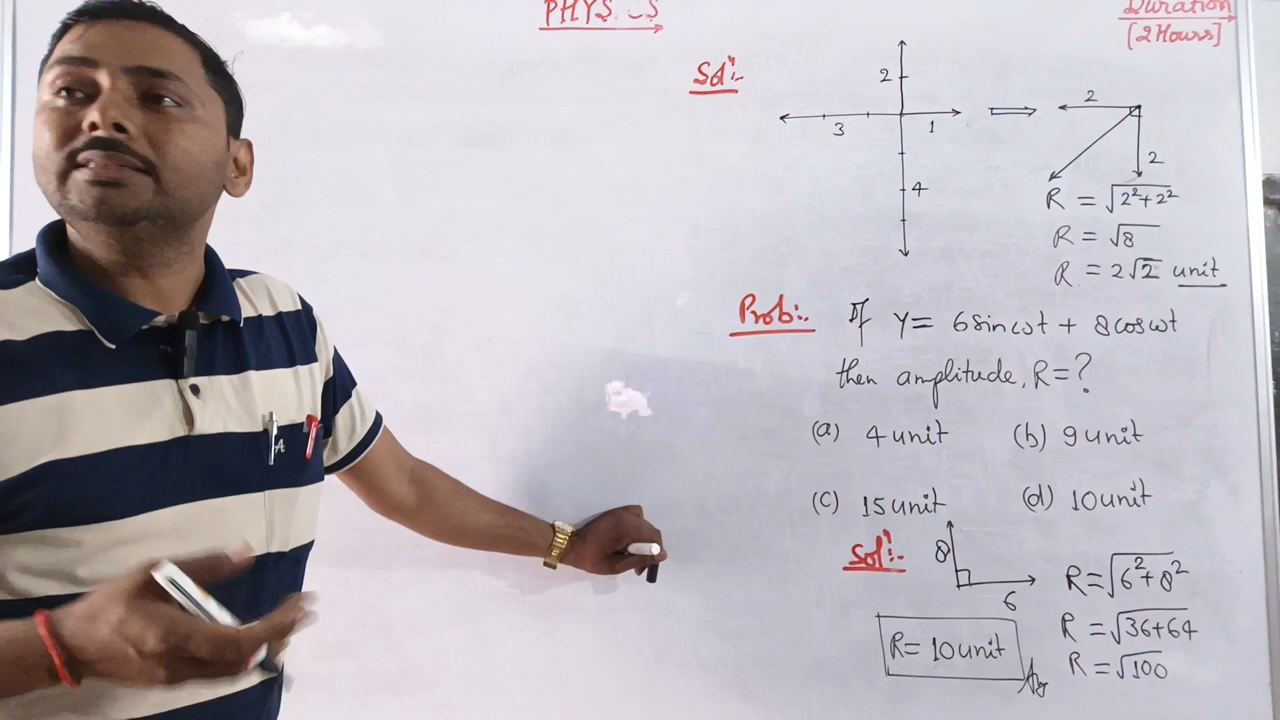 PHYSICS
Duration
[2 Hours]
Sol:-
2
3
1
4
2
2
R = √2²+2²
R = √8
R = 2√2 unit
Prob:- If Y= 6 sin ωt + 8 cos ωt
then amplitude, R=?
(a) 4 unit (b) 9 unit
(c) 15 unit (d) 10 unit
Sol:-
8
6
R=√6²+8²
R = √36+64
R = √100
R= 10 unit
Ans
A